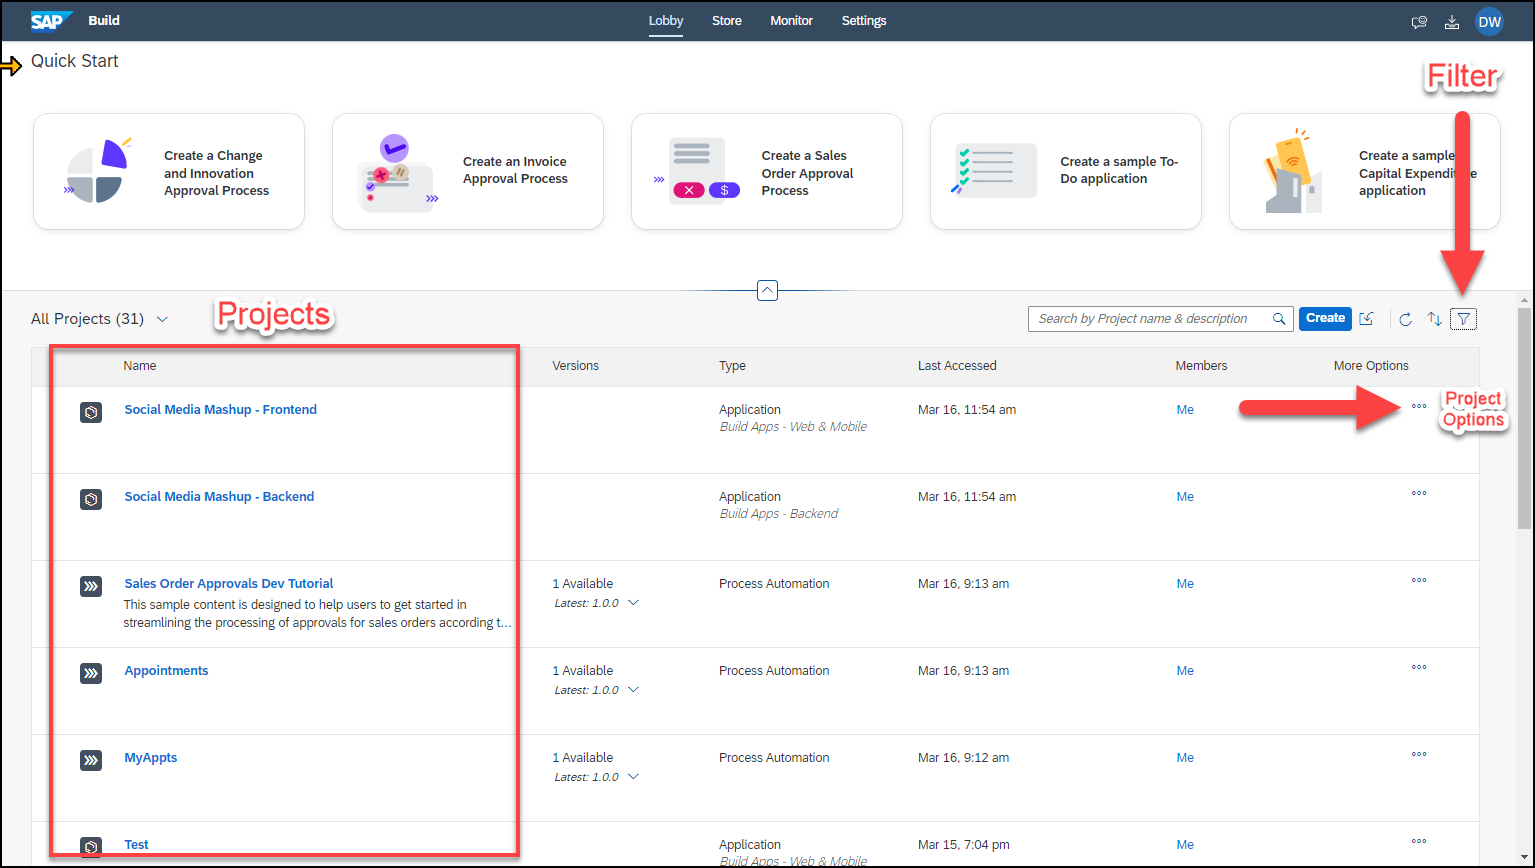 SAP Build Lobby Store Monitor Settings DW
Quick Start
Filter
Create a Change
and Innovation
Approval Process
Create an Invoice
Approval Process
Create a Sales
Order Approval
Process
$
Create a sample To-
Do application
Create a sample
Capital Expenditure
application
All Projects (31)
Projects
Search by Project name & description
Create
Name Versions Type Last Accessed Members More Options
Social Media Mashup - Frontend Application Mar 16, 11:54 am Me
Build Apps - Web & Mobile
Project
Options
Social Media Mashup - Backend Application Mar 16, 11:54 am Me
Build Apps - Backend
Sales Order Approvals Dev Tutorial 1 Available Process Automation Mar 16, 9:13 am Me
This sample content is designed to help users to get started in Latest: 1.0.0
streamlining the processing of approvals for sales orders according t...
Appointments 1 Available Process Automation Mar 16, 9:13 am Me
Latest: 1.0.0
MyAppts 1 Available Process Automation Mar 16, 9:12 am Me
Latest: 1.0.0
Test Application Mar 15, 7:04 pm Me
Build Apps - Web & Mobile